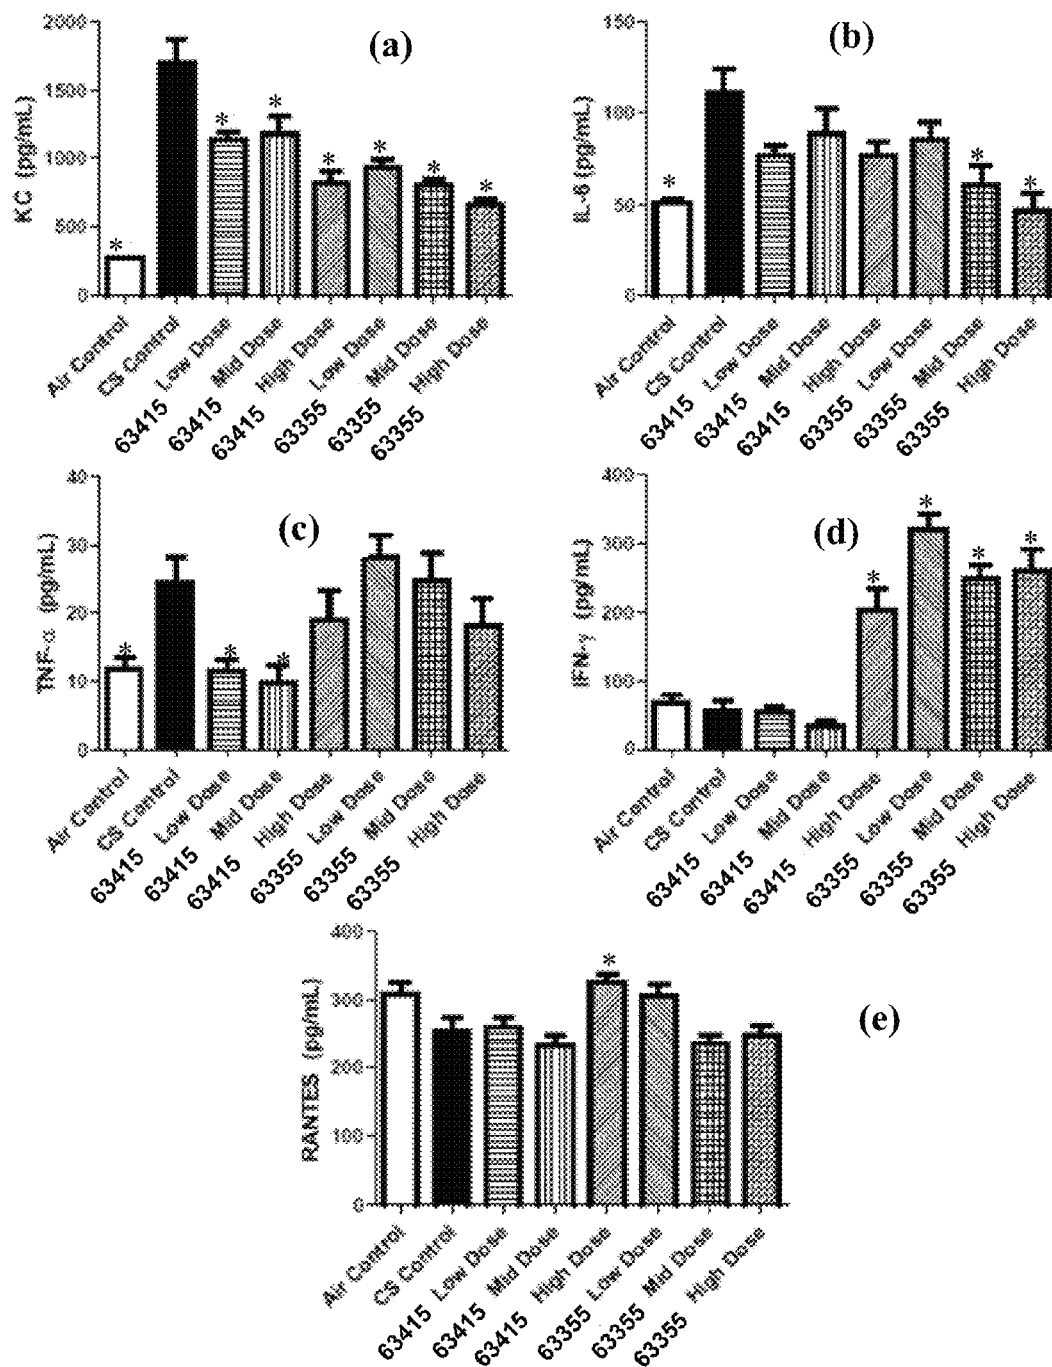 (a)
KC (pg/mL)
2000
1500
1000
500
0
* * * * * * *
Air Control
CS Control
63415 Low Dose
63415 Mid Dose
63415 High Dose
63355 Low Dose
63355 Mid Dose
63355 High Dose
(b)
IL-6 (pg/mL)
150
100
50
0
* * *
Air Control
CS Control
63415 Low Dose
63415 Mid Dose
63415 High Dose
63355 Low Dose
63355 Mid Dose
63355 High Dose
(c)
TNF-α (pg/mL)
40
30
20
10
0
* * *
Air Control
CS Control
63415 Low Dose
63415 Mid Dose
63415 High Dose
63355 Low Dose
63355 Mid Dose
63355 High Dose
(d)
IFN-γ (pg/mL)
400
300
200
100
0
* * * *
Air Control
CS Control
63415 Low Dose
63415 Mid Dose
63415 High Dose
63355 Low Dose
63355 Mid Dose
63355 High Dose
(e)
RANTES (pg/mL)
400
300
200
100
0
*
Air Control
CS Control
63415 Low Dose
63415 Mid Dose
63415 High Dose
63355 Low Dose
63355 Mid Dose
63355 High Dose